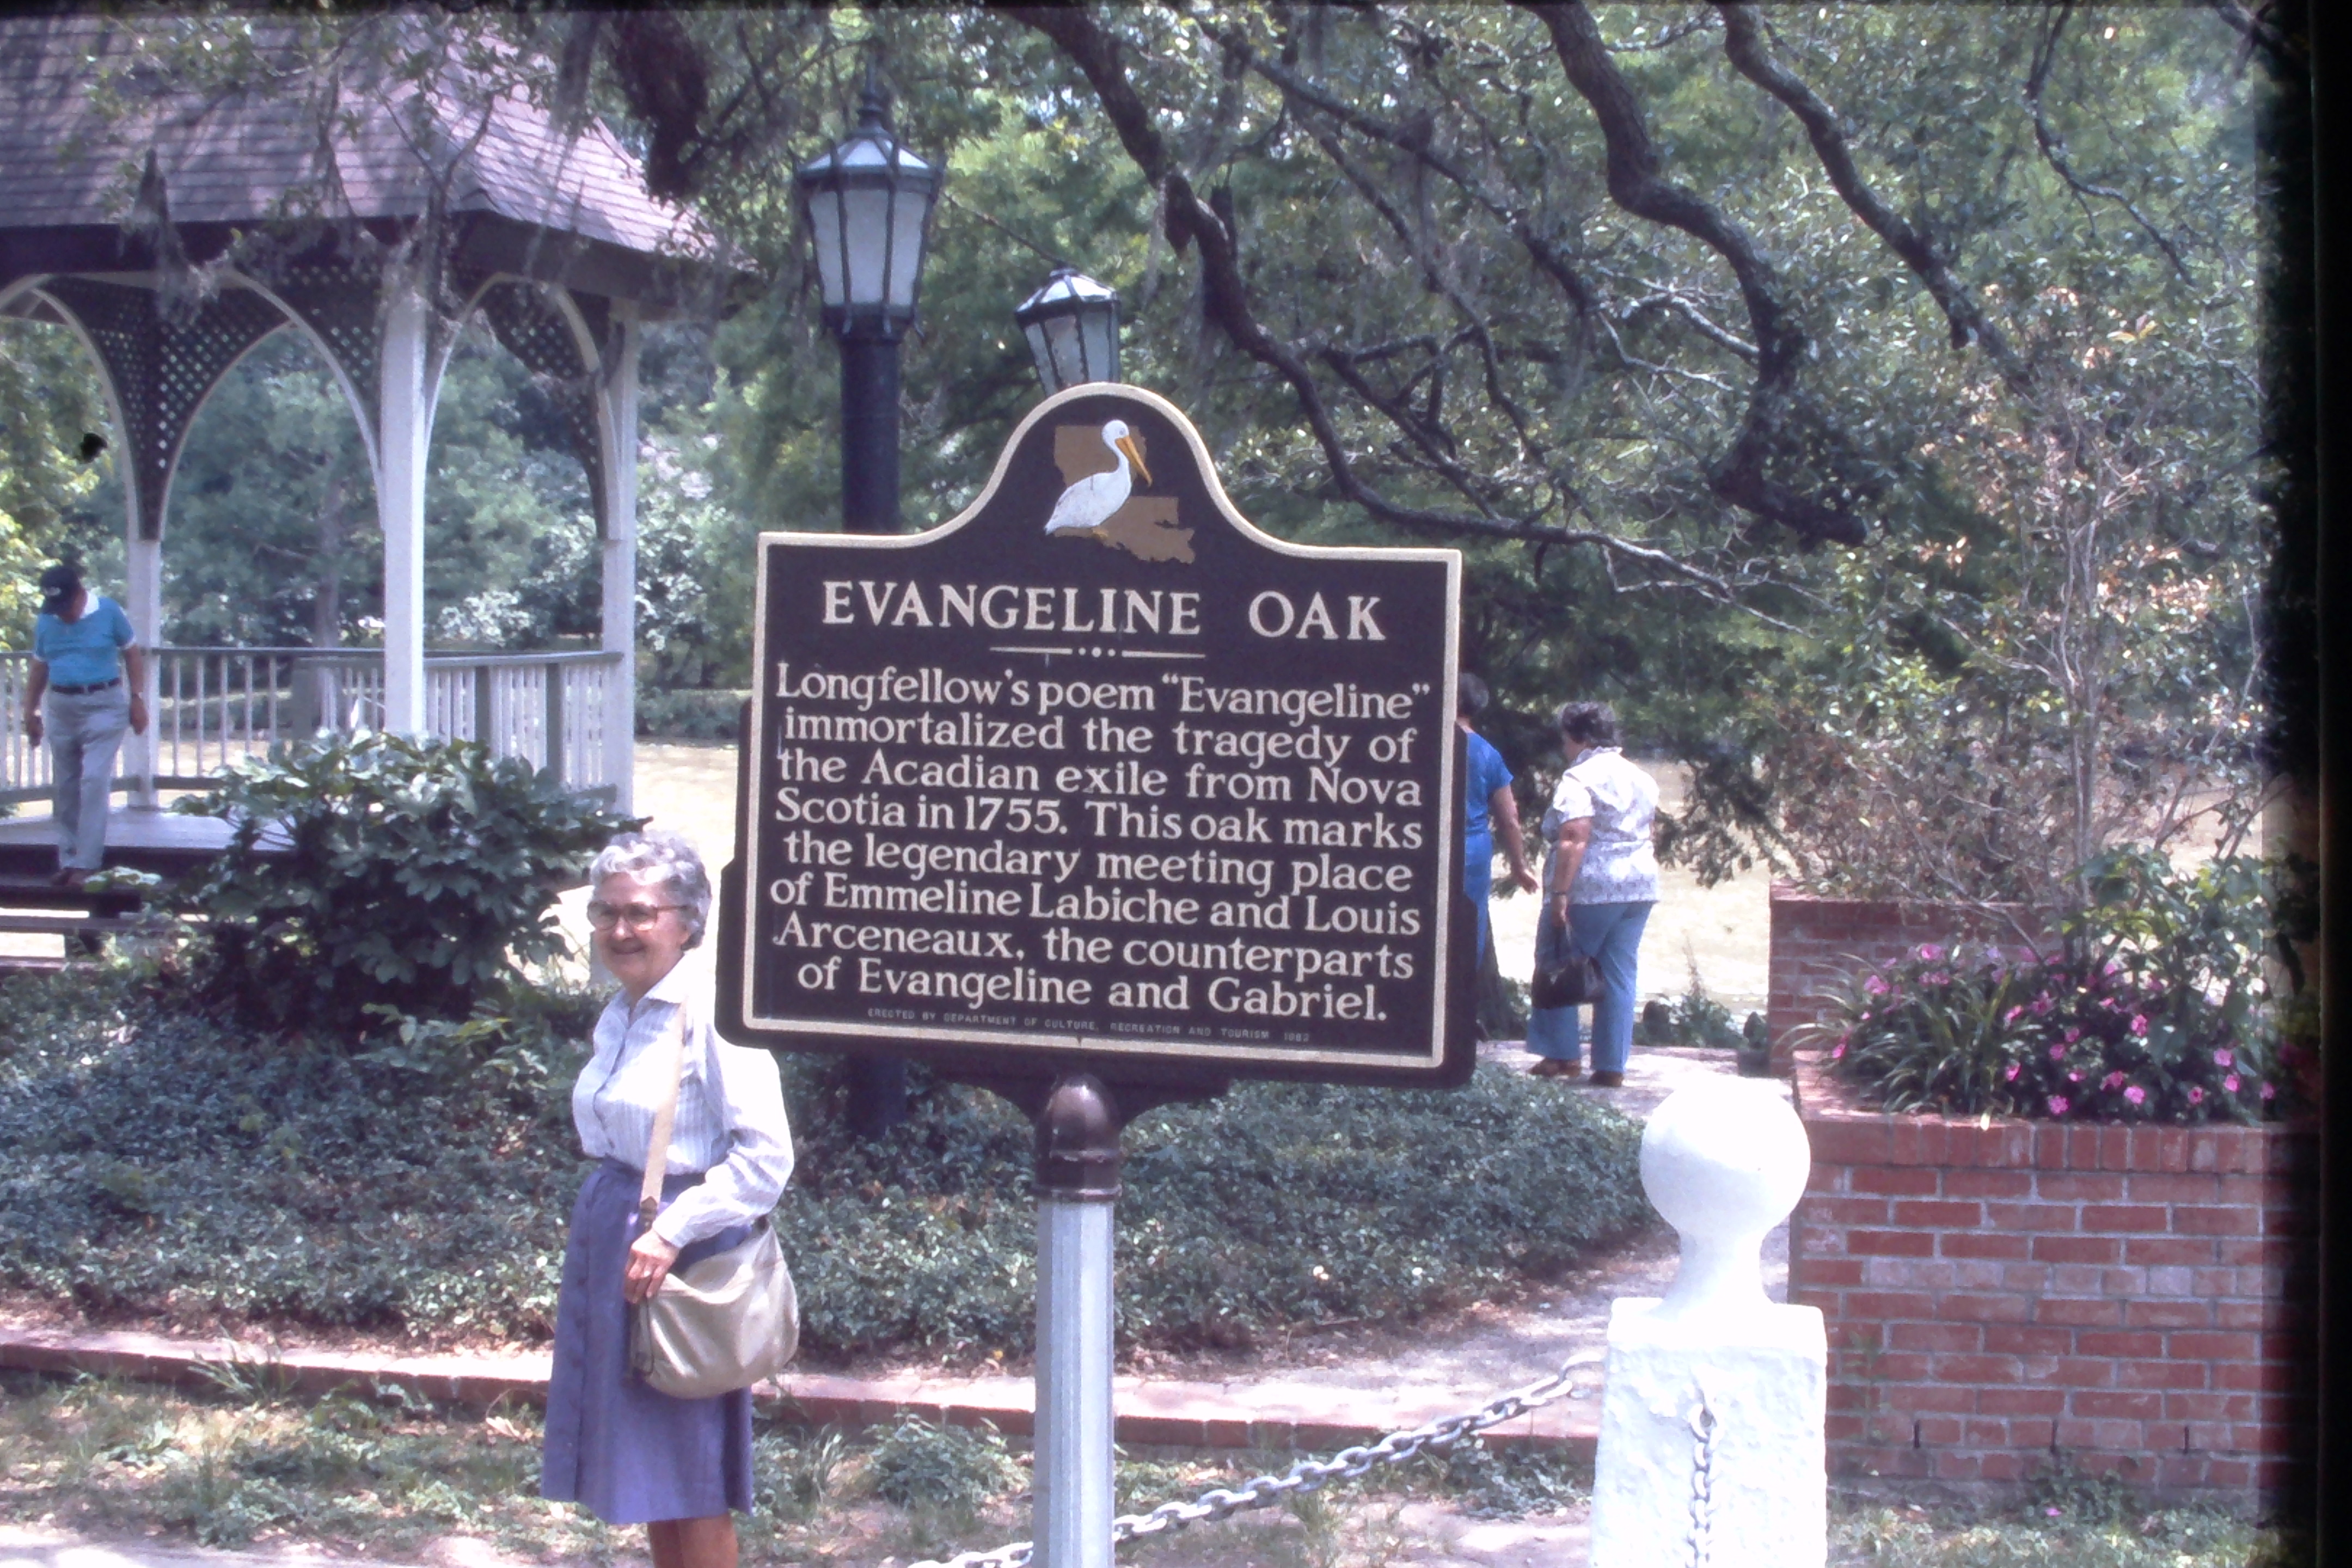 EVANGELINE OAK
Longfellow's poem "Evangeline"
immortalized the tragedy of
the Acadian exile from Nova
Scotia in 1755. This oak marks
the legendary meeting place
of Emmeline Labiche and Louis
Arceneaux, the counterparts
of Evangeline and Gabriel.
ERECTED BY DEPARTMENT OF CULTURE, RECREATION AND TOURISM